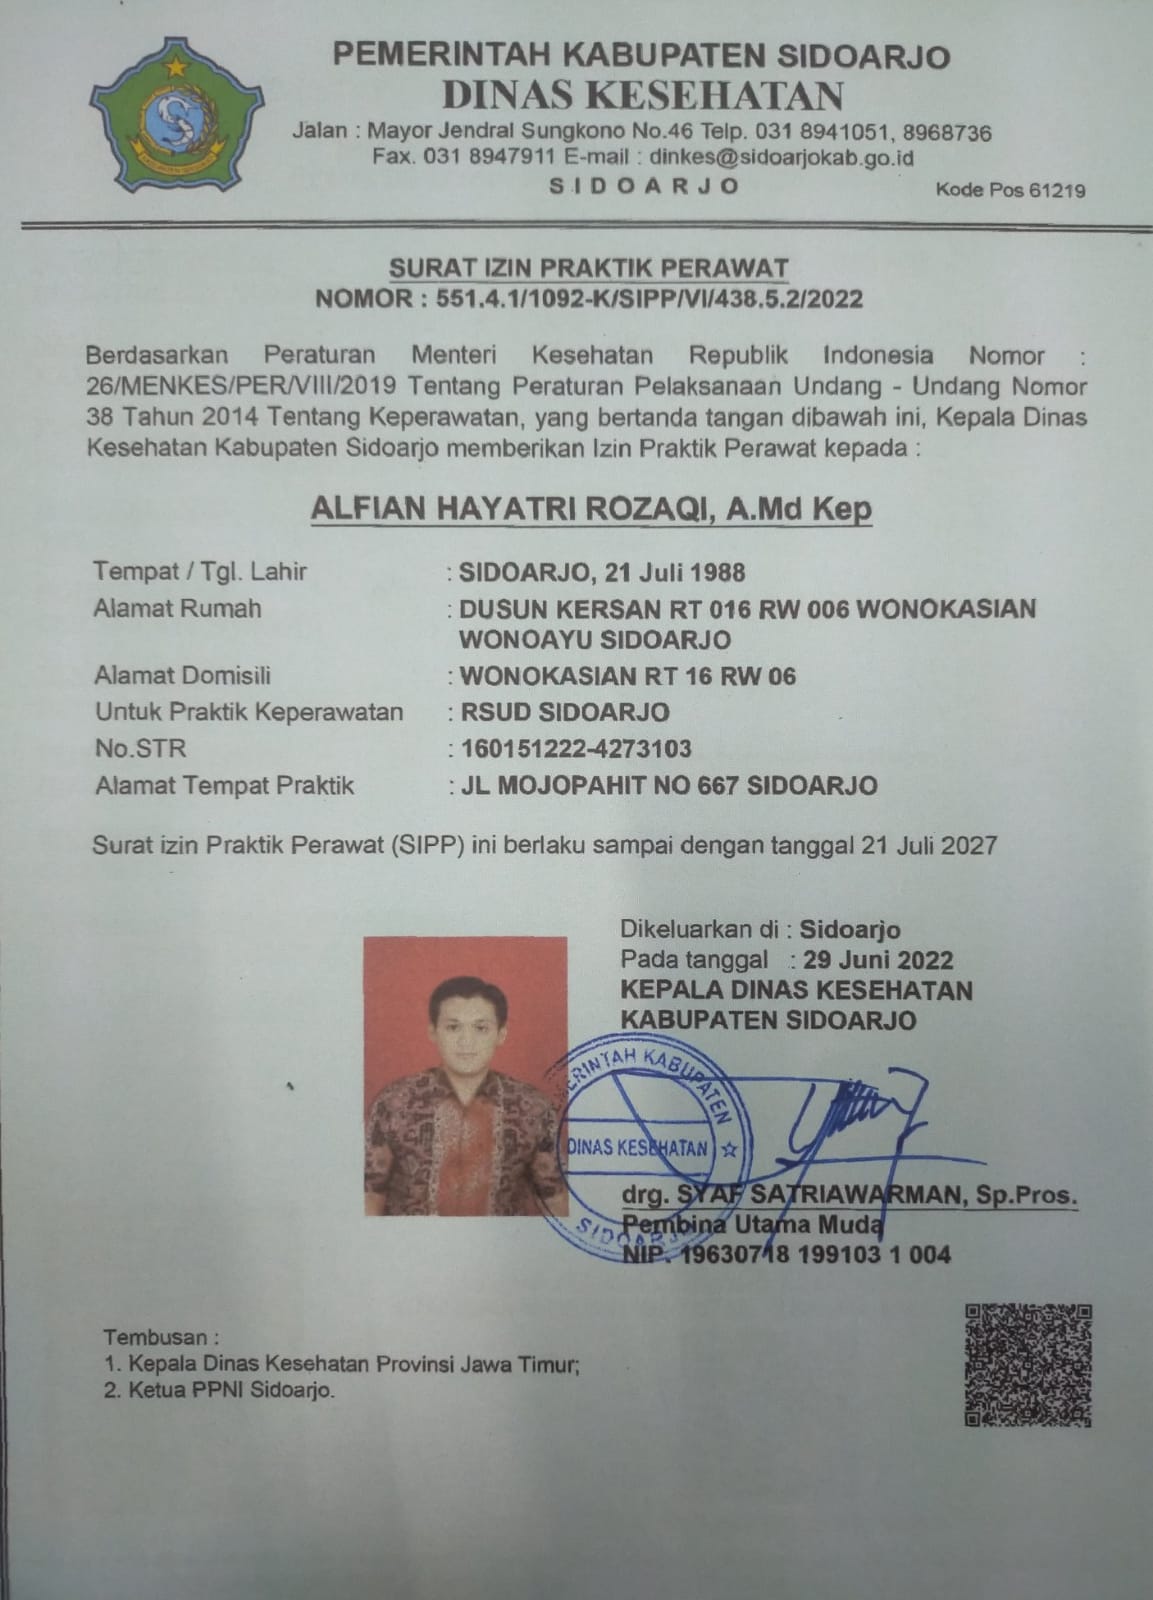 PEMERINTAH KABUPATEN SIDOARJO
DINAS KESEHATAN
Jalan : Mayor Jendral Sungkono No.46 Telp. 031 8941051, 8968736
Fax. 031 8947911 E-mail : dinkes@sidoarjokab.go.id
S I D O A R J O
Kode Pos 61219
SURAT IZIN PRAKTIK PERAWAT
NOMOR : 551.4.1/1092-K/SIPP/VI/438.5.2/2022
Berdasarkan Peraturan Menteri Kesehatan Republik Indonesia Nomor :
26/MENKES/PER/VIII/2019 Tentang Peraturan Pelaksanaan Undang - Undang Nomor
38 Tahun 2014 Tentang Keperawatan, yang bertanda tangan dibawah ini, Kepala Dinas
Kesehatan Kabupaten Sidoarjo memberikan Izin Praktik Perawat kepada :
ALFIAN HAYATRI ROZAQI, A.Md Kep
Tempat / Tgl. Lahir : SIDOARJO, 21 Juli 1988
Alamat Rumah : DUSUN KERSAN RT 016 RW 006 WONOKASIAN
WONOAYU SIDOARJO
Alamat Domisili : WONOKASIAN RT 16 RW 06
Untuk Praktik Keperawatan : RSUD SIDOARJO
No.STR : 160151222-4273103
Alamat Tempat Praktik : JL MOJOPAHIT NO 667 SIDOARJO
Surat izin Praktik Perawat (SIPP) ini berlaku sampai dengan tanggal 21 Juli 2027
Dikeluarkan di : Sidoarjo
Pada tanggal : 29 Juni 2022
KEPALA DINAS KESEHATAN
KABUPATEN SIDOARJO
KABUPATEN
DINAS KESEHATAN
SIDOARJO
drg. SYAF SATRIAWARMAN, Sp.Pros.
Pembina Utama Muda
NIP. 19630718 199103 1 004
Tembusan :
1. Kepala Dinas Kesehatan Provinsi Jawa Timur;
2. Ketua PPNI Sidoarjo.